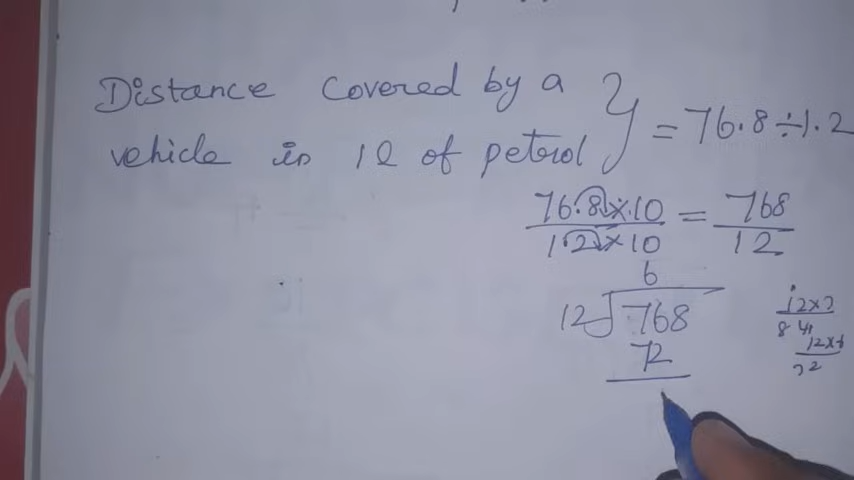 Distance covered by a
vehicle in 1l of petrol } = 76.8÷1.2
76.8×10 / 1.2×10 = 768 / 12
6
12)768
72
12×7
84
12×6
72